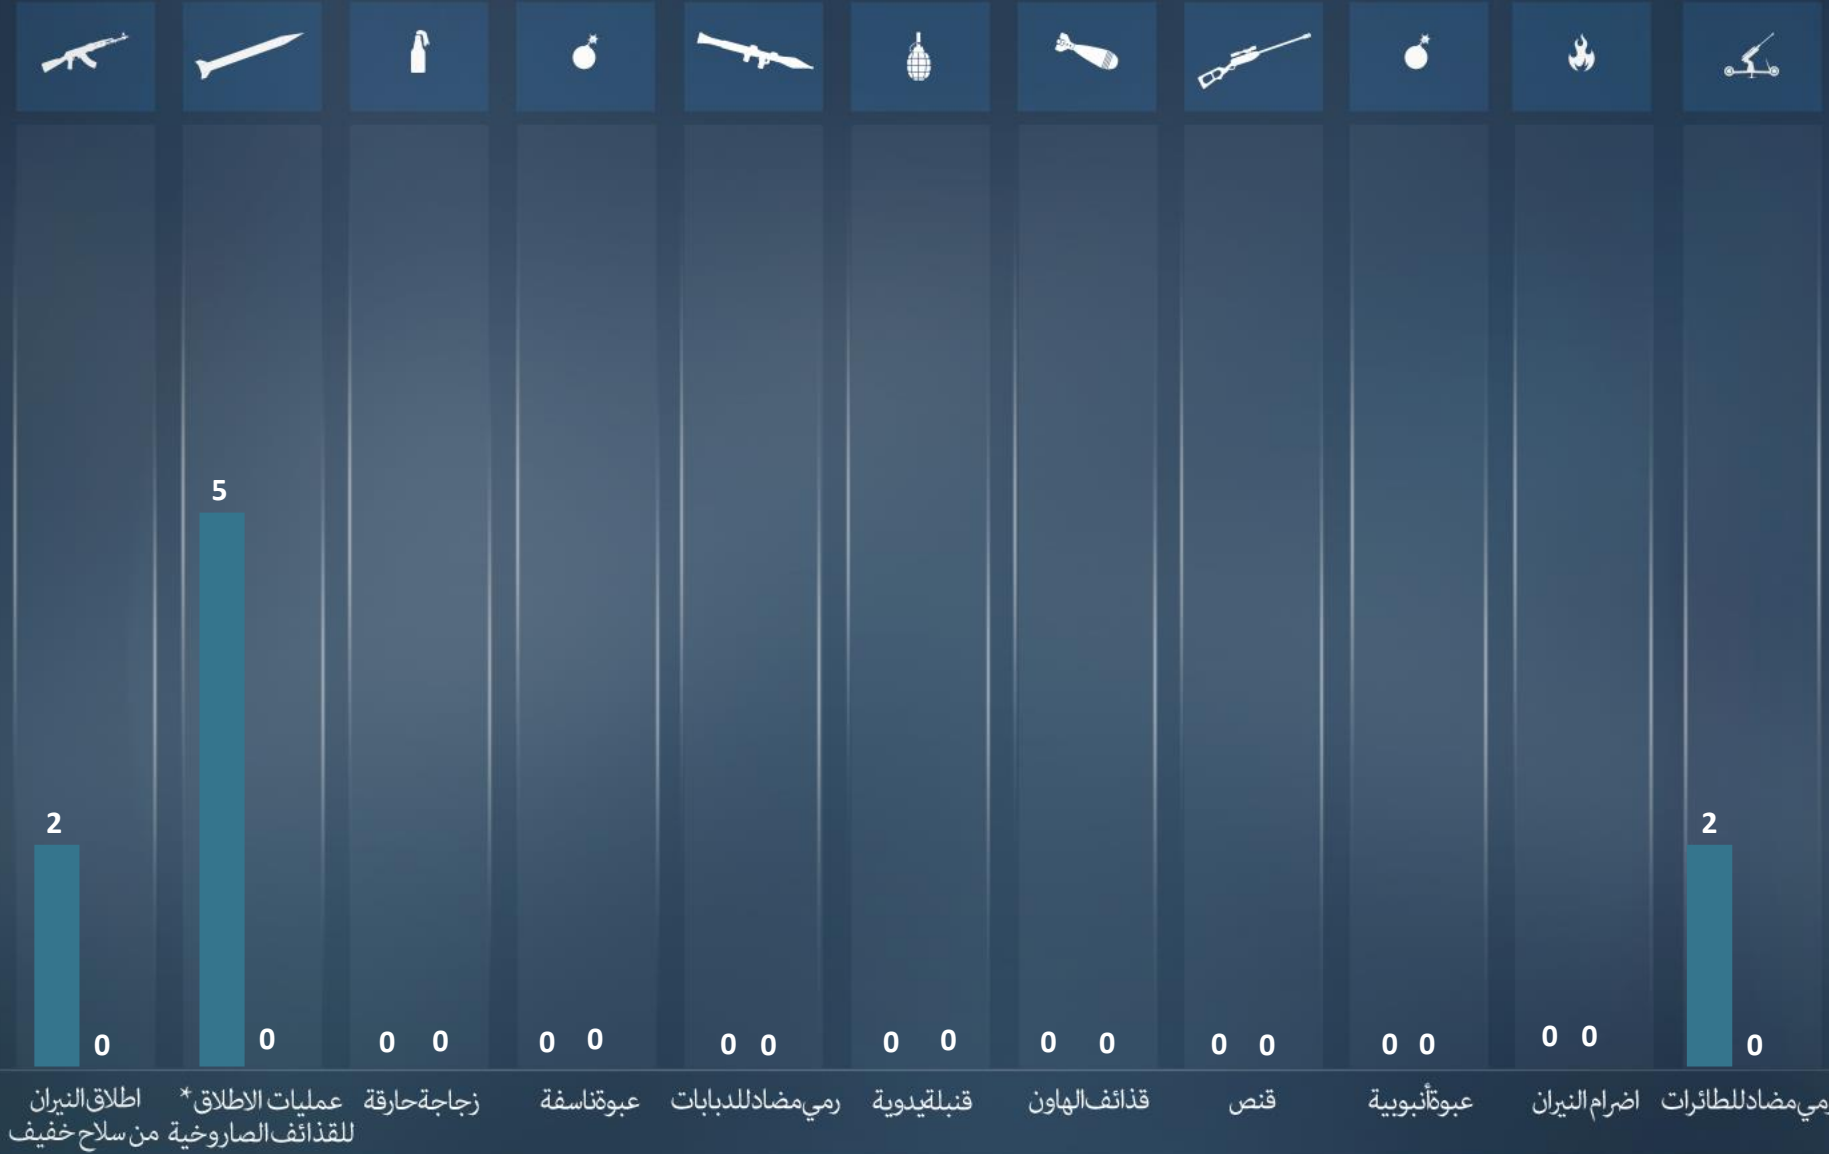 5
2
2
0
0
0 0
0 0
0 0
0 0
0 0
0 0
0 0
0 0
0
اطلاق النيران
من سلاح خفيف
عمليات الاطلاق *
للقذائف الصاروخية
زجاجة حارقة
عبوة ناسفة
رمي مضاد للدبابات
قنبلة يدوية
قذائف الهاون
قنص
عبوة أنبوبية
اضرام النيران
رمي مضاد للطائرات